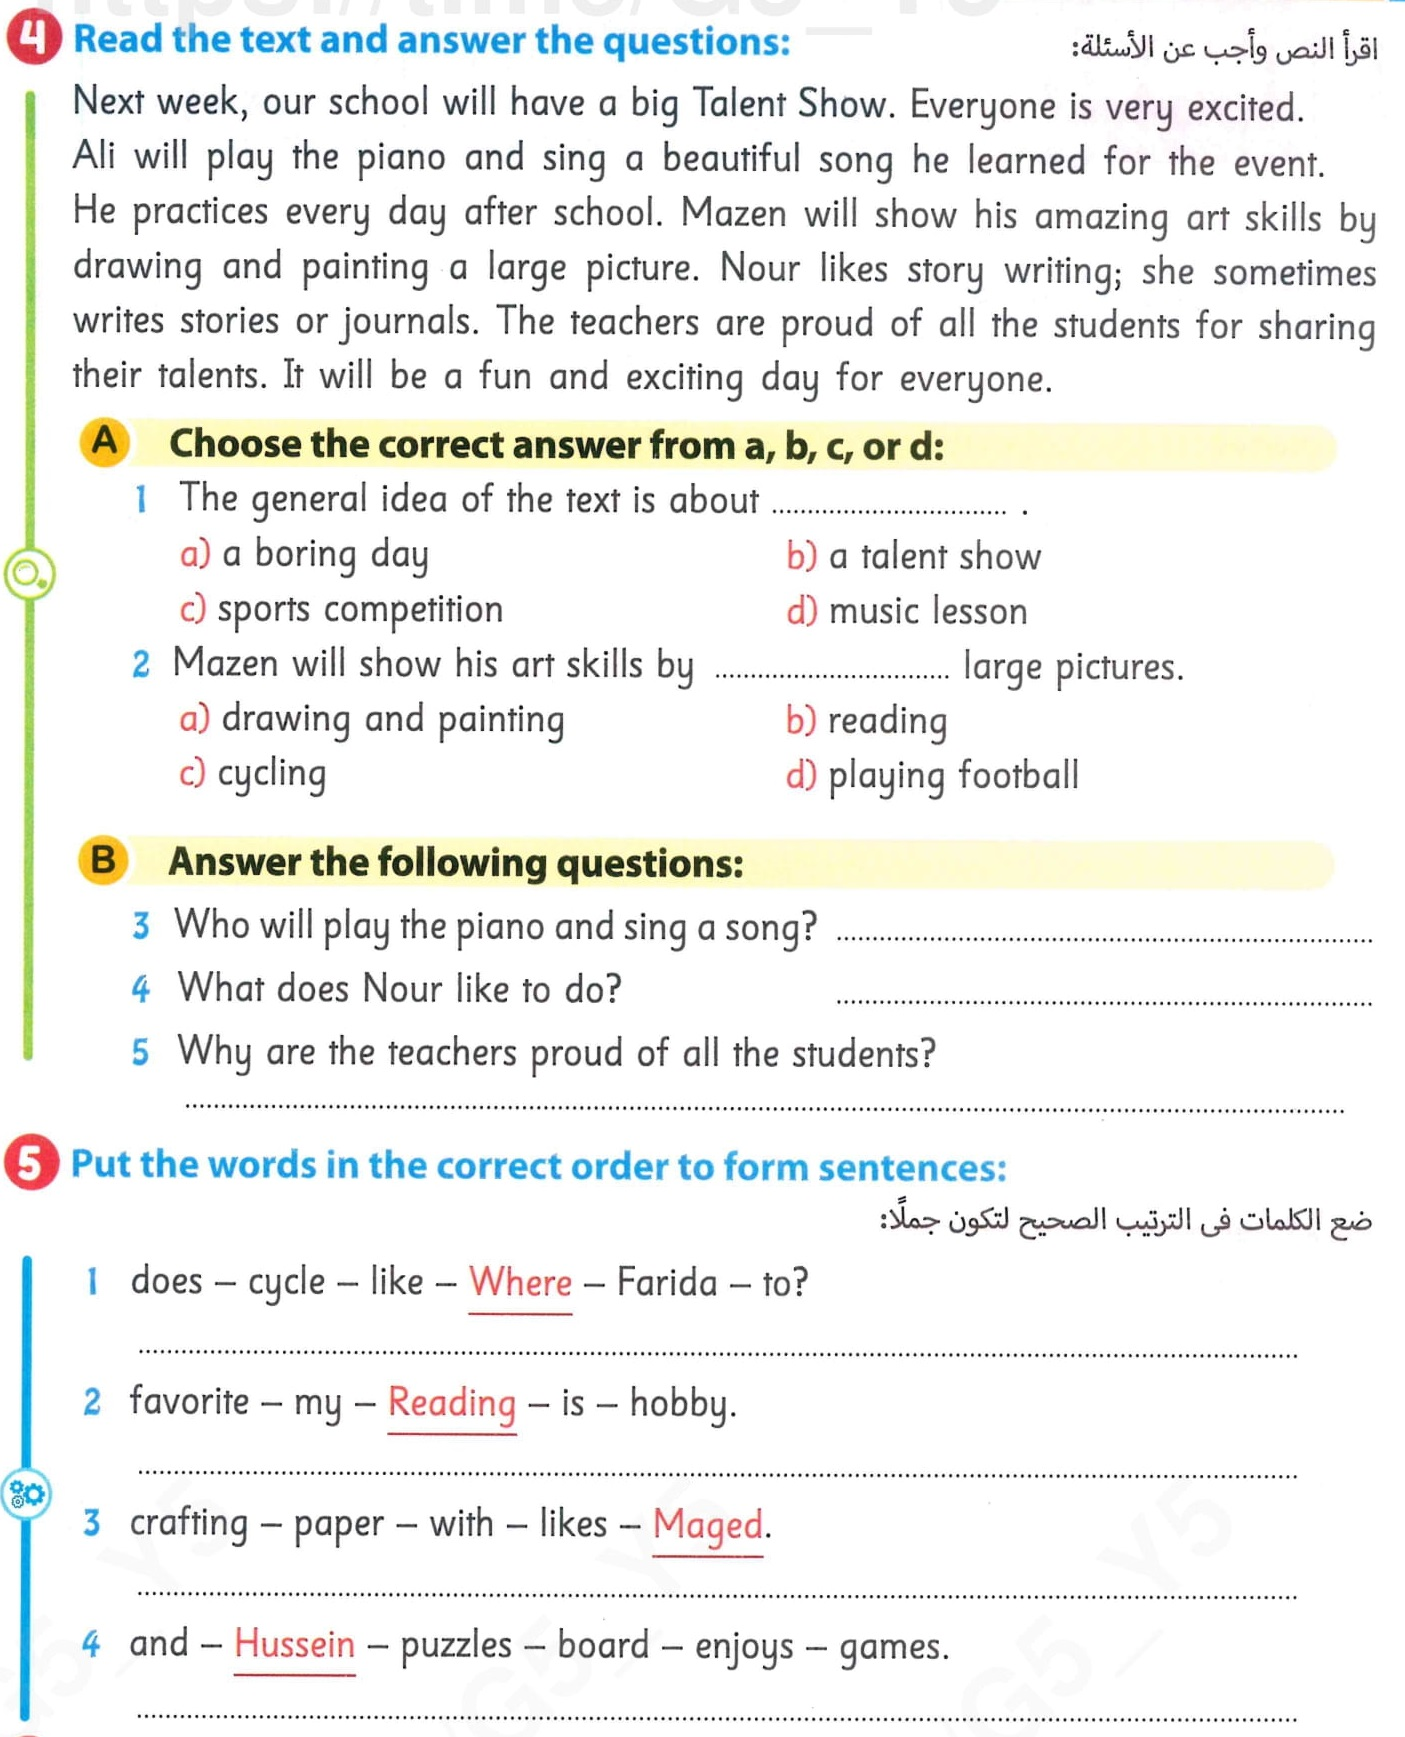 4 Read the text and answer the questions:
اقرأ النص وأجب عن الأسئلة:
Next week, our school will have a big Talent Show. Everyone is very excited.
Ali will play the piano and sing a beautiful song he learned for the event.
He practices every day after school. Mazen will show his amazing art skills by
drawing and painting a large picture. Nour likes story writing; she sometimes
writes stories or journals. The teachers are proud of all the students for sharing
their talents. It will be a fun and exciting day for everyone.
A Choose the correct answer from a, b, c, or d:
1 The general idea of the text is about .................................. .
a) a boring day b) a talent show
c) sports competition d) music lesson
2 Mazen will show his art skills by .................................. large pictures.
a) drawing and painting b) reading
c) cycling d) playing football
B Answer the following questions:
3 Who will play the piano and sing a song? ..................................
4 What does Nour like to do? ..................................
5 Why are the teachers proud of all the students?
..................................
5 Put the words in the correct order to form sentences:
ضع الكلمات فى الترتيب الصحيح لتكون جملًا:
1 does – cycle – like – Where – Farida – to?
..................................
2 favorite – my – Reading – is – hobby.
..................................
3 crafting – paper – with – likes – Maged.
..................................
4 and – Hussein – puzzles – board – enjoys – games.
..................................